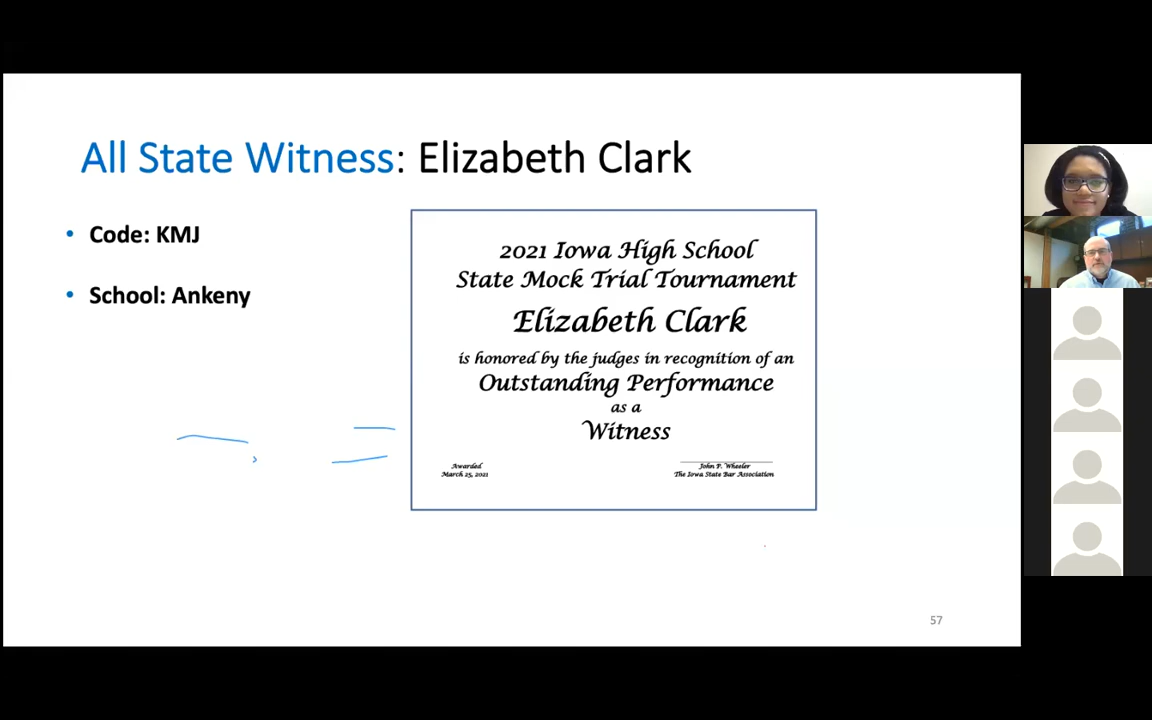 All State Witness: Elizabeth Clark
• Code: KMJ
• School: Ankeny
2021 Iowa High School
State Mock Trial Tournament
Elizabeth Clark
is honored by the judges in recognition of an
Outstanding Performance
as a
Witness
Awarded
March 25, 2021
John P. Wheeler
The Iowa State Bar Association
57